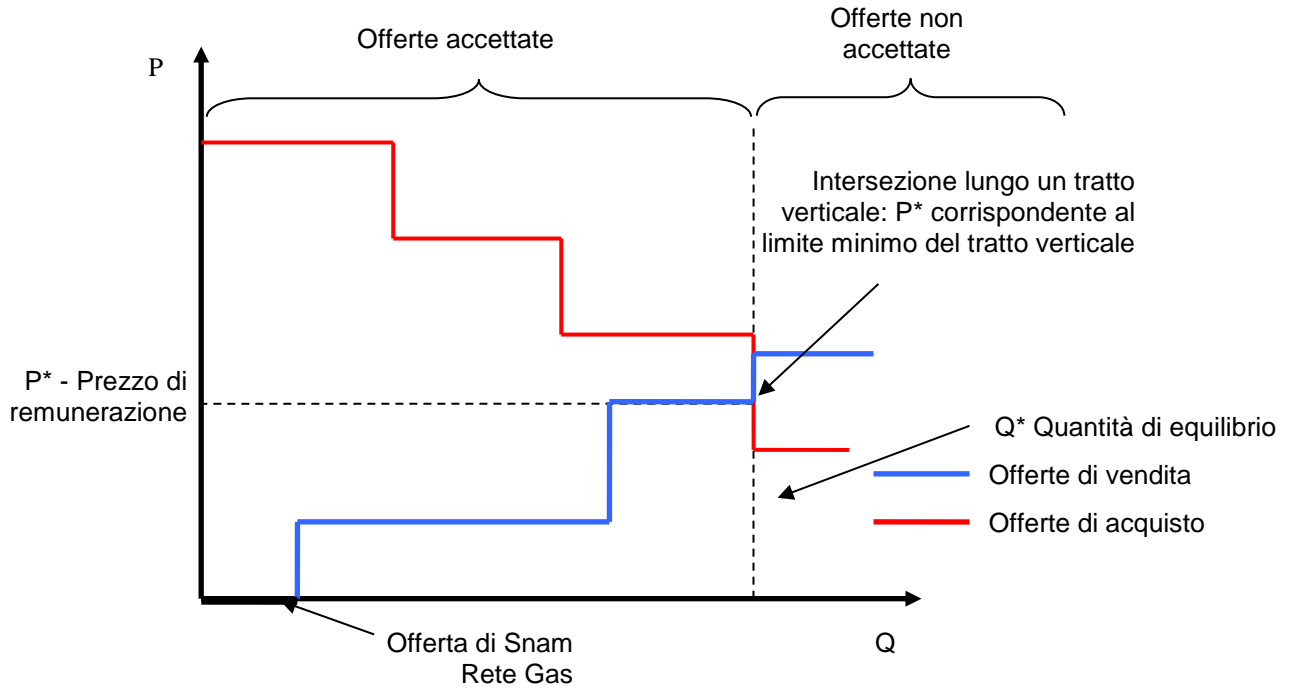 Offerte accettate
Offerte non
accettate
P
Intersezione lungo un tratto
verticale: P* corrispondente al
limite minimo del tratto verticale
P* - Prezzo di
remunerazione
Q* Quantità di equilibrio
Offerte di vendita
Offerte di acquisto
Offerta di Snam
Rete Gas
Q